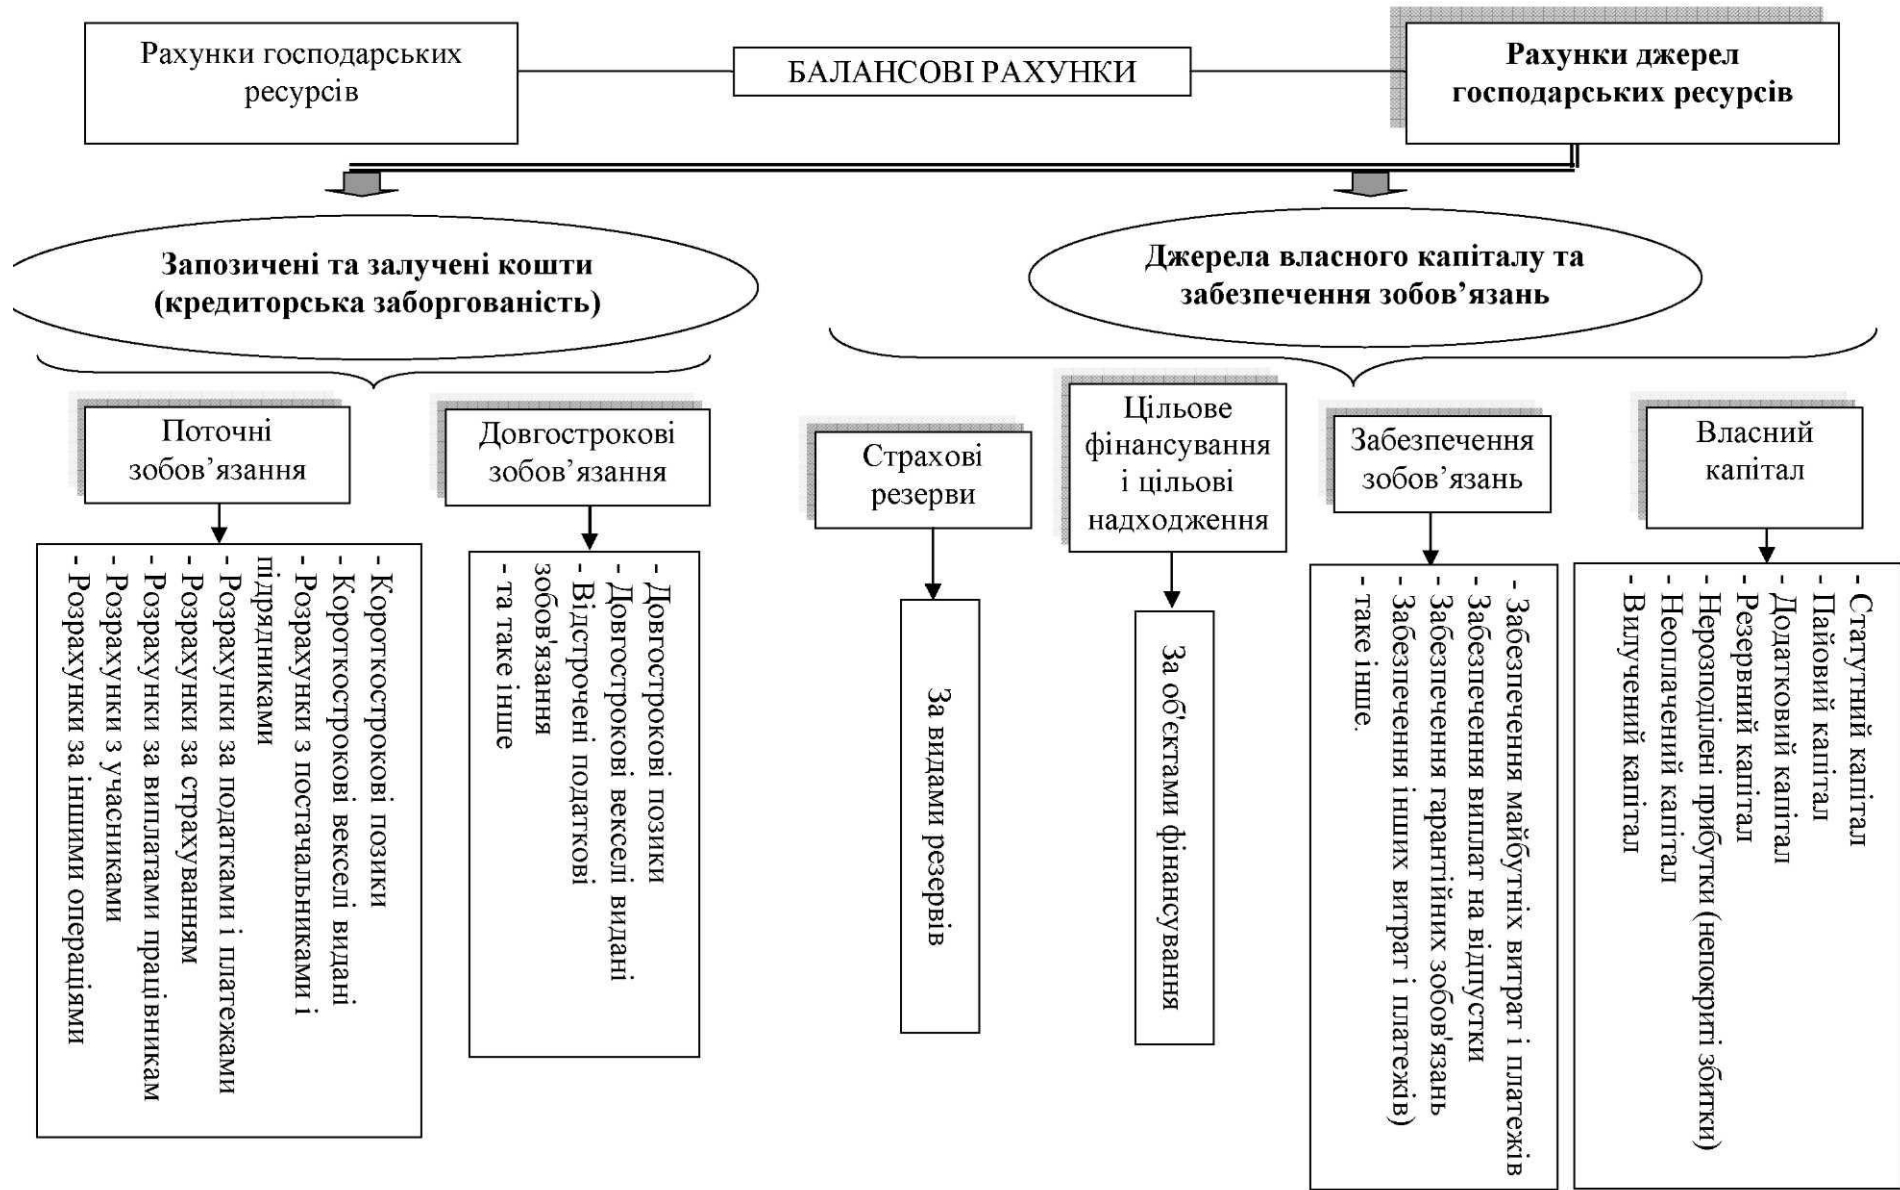 Рахунки господарських
ресурсів
БАЛАНСОВІ РАХУНКИ
Рахунки джерел
господарських ресурсів
Запозичені та залучені кошти
(кредиторська заборгованість)
Джерела власного капіталу та
забезпечення зобов’язань
Поточні
зобов’язання
Довгострокові
зобов’язання
Страхові
резерви
Цільове
фінансування
і цільові
надходження
Забезпечення
зобов’язань
Власний
капітал
- Короткострокові позики
- Короткострокові векселі видані
- Розрахунки з постачальниками і
підрядниками
- Розрахунки за податками і платежами
- Розрахунки за страхуванням
- Розрахунки за виплатами працівникам
- Розрахунки з учасниками
- Розрахунки за іншими операціями
- Довгострокові позики
- Довгострокові векселі видані
- Відстрочені податкові
зобов'язання
- та таке інше
За видами резервів
За об'єктами фінансування
- Забезпечення майбутніх витрат і платежів
- Забезпечення виплат на відпустки
- Забезпечення гарантійних зобов'язань
- Забезпечення інших витрат і платежів)
- таке інше.
- Статутний капітал
- Пайовий капітал
- Додатковий капітал
- Резервний капітал
- Нерозподілені прибутки (непокриті збитки)
- Неоплачений капітал
- Вилучений капітал